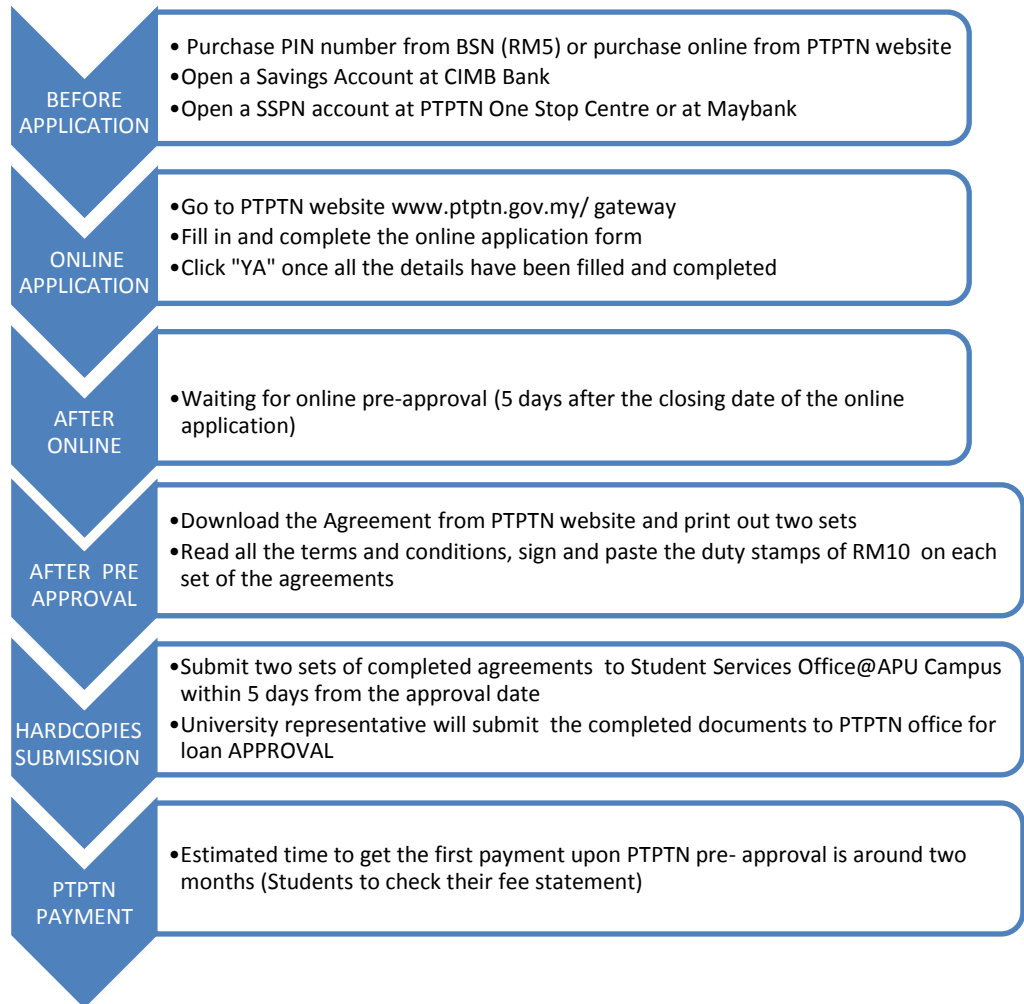 BEFORE
APPLICATION
• Purchase PIN number from BSN (RM5) or purchase online from PTPTN website
•Open a Savings Account at CIMB Bank
•Open a SSPN account at PTPTN One Stop Centre or at Maybank
ONLINE
APPLICATION
•Go to PTPTN website www.ptptn.gov.my/ gateway
•Fill in and complete the online application form
•Click "YA" once all the details have been filled and completed
AFTER
ONLINE
•Waiting for online pre-approval (5 days after the closing date of the online
application)
AFTER PRE
APPROVAL
•Download the Agreement from PTPTN website and print out two sets
•Read all the terms and conditions, sign and paste the duty stamps of RM10 on each
set of the agreements
HARDCOPIES
SUBMISSION
•Submit two sets of completed agreements to Student Services Office@APU Campus
within 5 days from the approval date
•University representative will submit the completed documents to PTPTN office for
loan APPROVAL
PTPTN
PAYMENT
•Estimated time to get the first payment upon PTPTN pre- approval is around two
months (Students to check their fee statement)